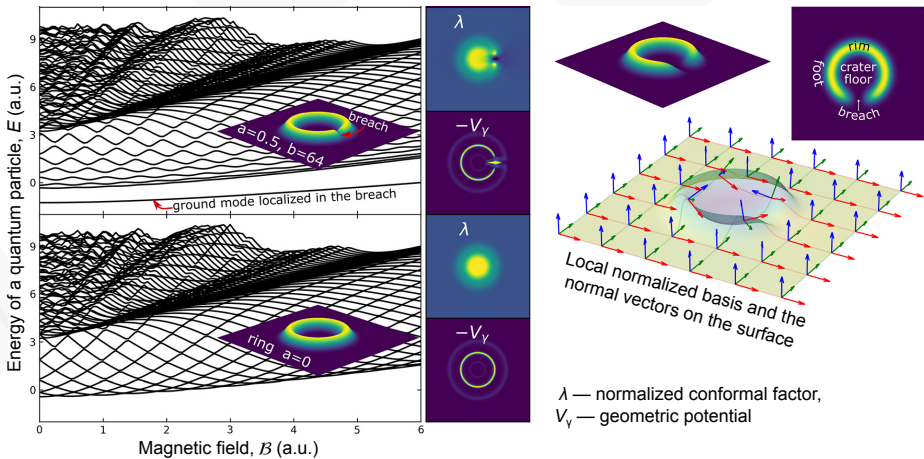 Energy of a quantum particle, E (a.u.)
9
6
3
0
a=0.5, b=64
breach
ground mode localized in the breach
9
6
3
0
ring a=0
0
1
2
3
4
5
6
Magnetic field, ℬ (a.u.)
λ
−Vγ
λ
−Vγ
rim
foot
crater
floor
breach
Local normalized basis and the
normal vectors on the surface
λ — normalized conformal factor,
Vγ — geometric potential